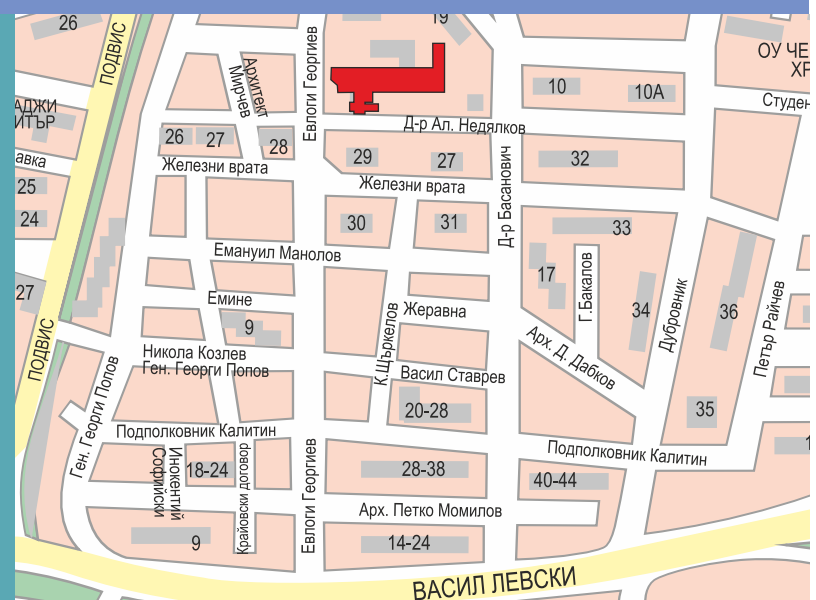 26
ПОДВИС
Архитект
Мирчев
Евлоги Георгиев
19
ОУ ЧЕ
ХР
10
10А
Студен
АДЖИ
ИТЪР
Д-р Ал. Недялков
26
27
28
Железни врата
29
27
32
Железни врата
Д-р Басанович
авка
25
24
30
31
33
Емануил Манолов
17
Г.Бакалов
34
Дубровник
36
Петър Райчев
27
Емине
9
Жеравна
К.Щъркелов
ПОДВИС
Никола Козлев
Ген. Георги Попов
Арх. Д. Дабков
Васил Ставрев
20-28
35
Ген. Георги Попов
Подполковник Калитин
Подполковник Калитин
Инокентий
Софийски
18-24
Крайовски договор
Евлоги Георгиев
28-38
40-44
1
Арх. Петко Момилов
9
14-24
ВАСИЛ ЛЕВСКИ